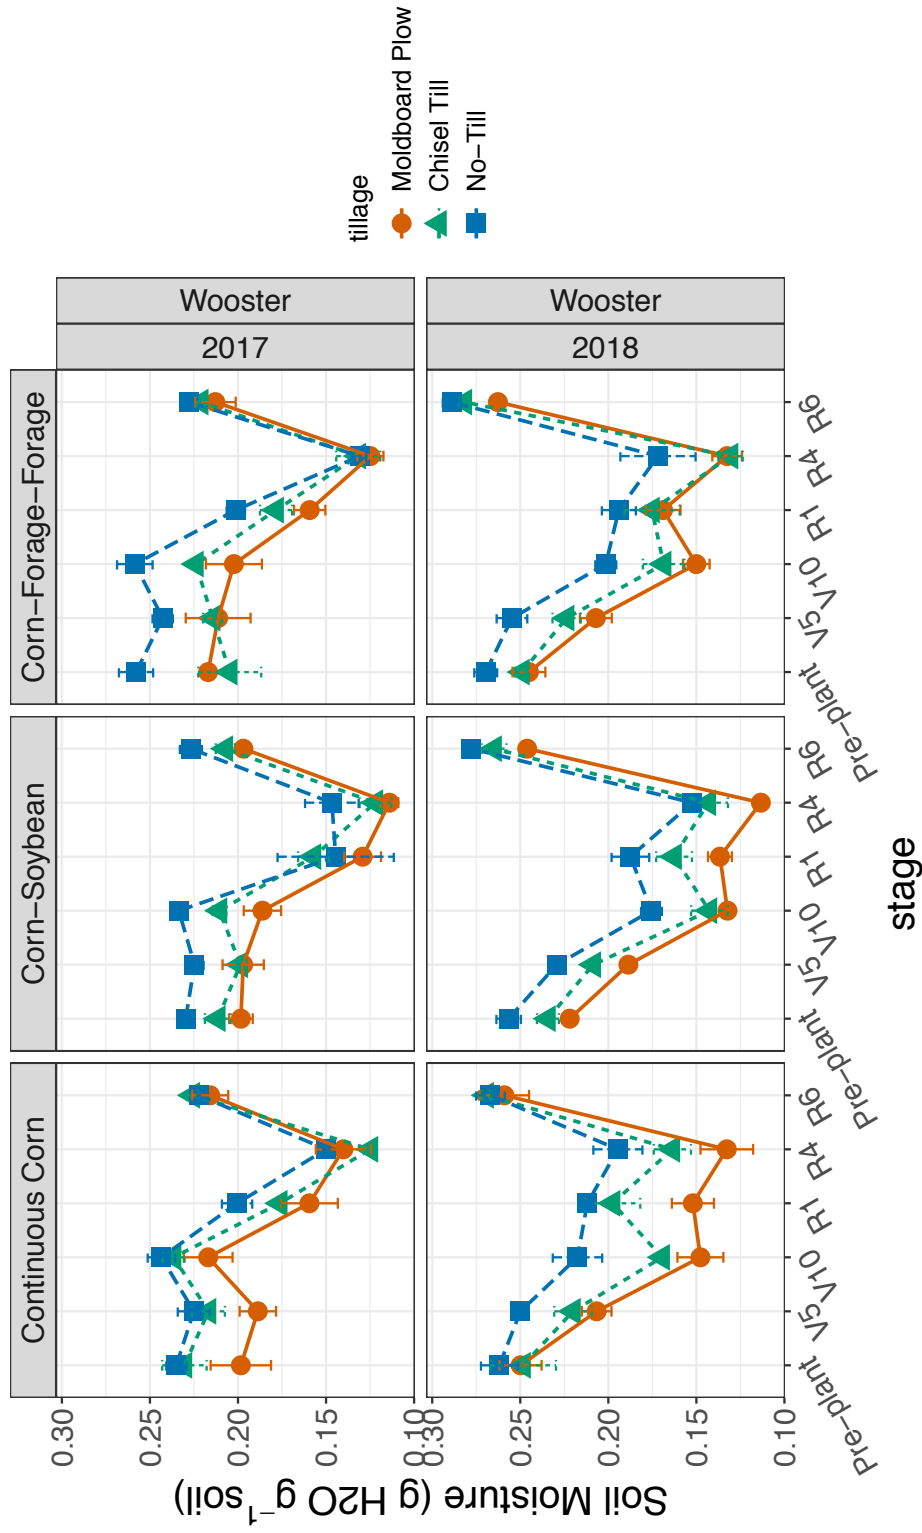 Continuous Corn
Corn−Soybean
Corn−Forage−Forage
2017
Wooster
2018
Wooster
Soil Moisture (g H2O g−1soil)
0.30
0.25
0.20
0.15
0.10
0.30
0.25
0.20
0.15
0.10
Pre−plant V5 V10 R1 R4 R6
Pre−plant V5 V10 R1 R4 R6
Pre−plant V5 V10 R1 R4 R6
stage
tillage
Moldboard Plow
Chisel Till
No−Till